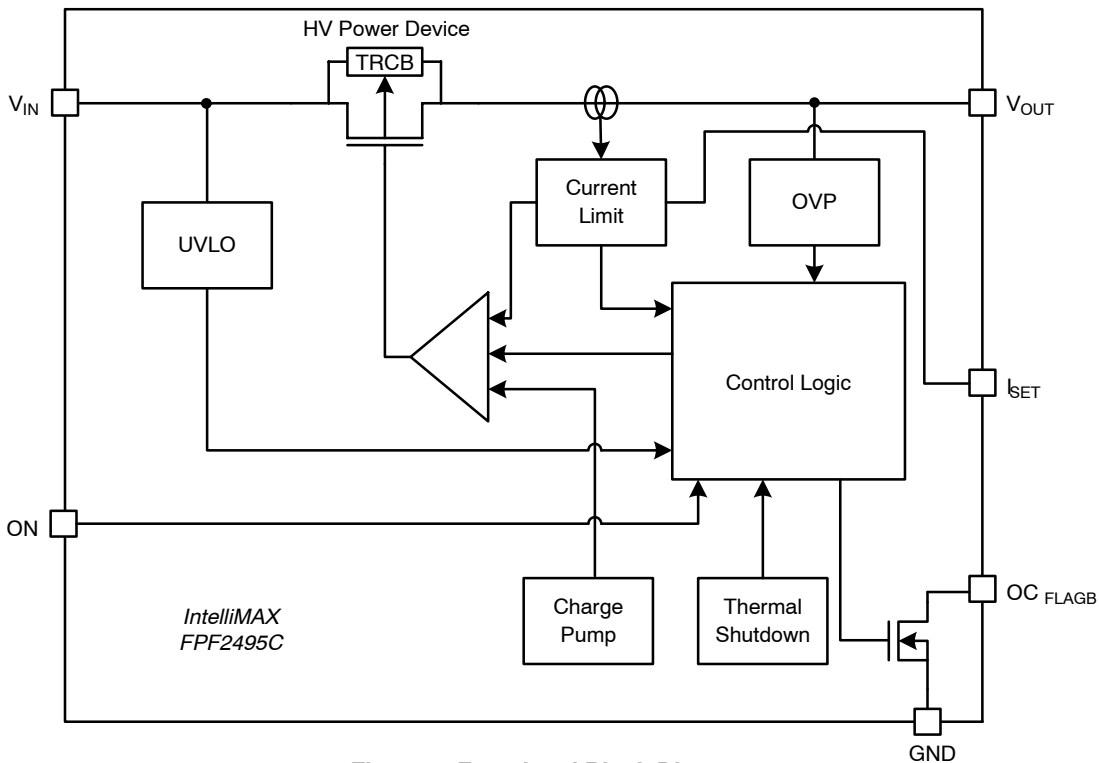 HV Power Device
TRCB
VIN
VOUT
Current
Limit
OVP
UVLO
Control Logic
ISET
ON
OC FLAGB
Charge
Pump
Thermal
Shutdown
IntelliMAX
FPF2495C
GND